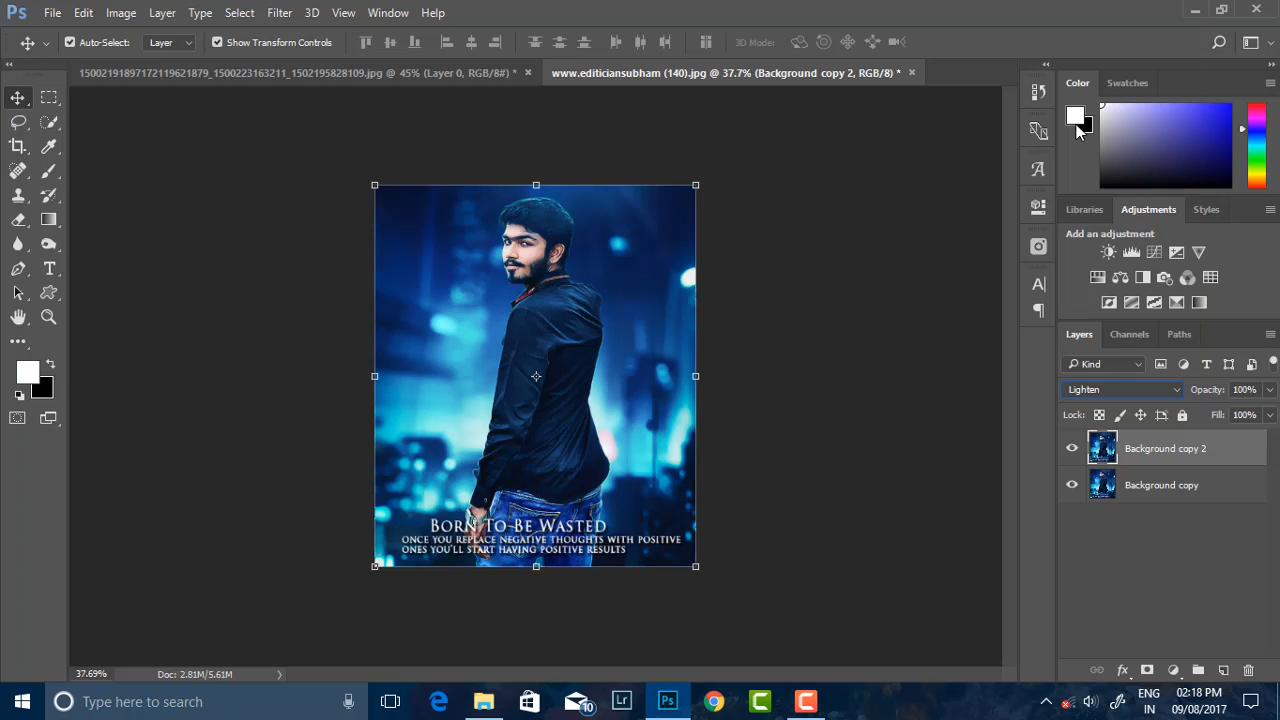 Ps File Edit Image Layer Type Select Filter 3D View Window Help
Auto-Select: Layer Show Transform Controls 3D Mode:
15002191897172119621879_1500223163211_1502195828109.jpg @ 45% (Layer 0, RGB/8#) * × www.editiciansubham (140).jpg @ 37.7% (Background copy 2, RGB/8) * ×
Color Swatches
Libraries Adjustments Styles
Add an adjustment
Layers Channels Paths
Kind
Lighten Opacity: 100%
Lock: Fill: 100%
Background copy 2
Background copy
BORN TO BE WASTED
ONCE YOU REPLACE NEGATIVE THOUGHTS WITH POSITIVE
ONES YOU'LL START HAVING POSITIVE RESULTS
37.69% Doc: 2.81M/5.61M
Type here to search
10
Lr
Ps
ENG
IN
02:18 PM
09/08/2017